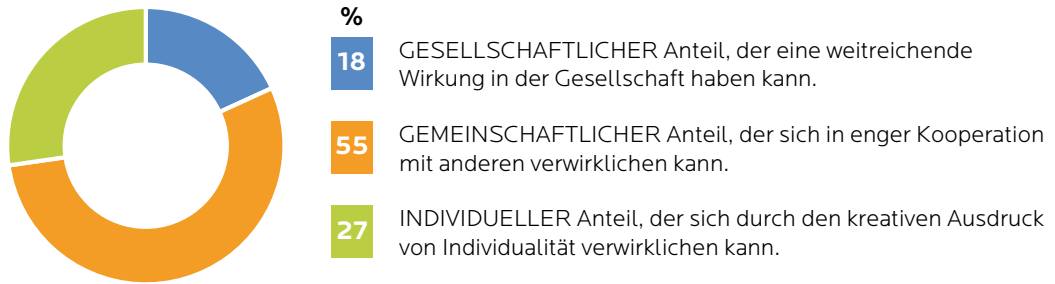 %
18
GESELLSCHAFTLICHER Anteil, der eine weitreichende
Wirkung in der Gesellschaft haben kann.
55
GEMEINSCHAFTLICHER Anteil, der sich in enger Kooperation
mit anderen verwirklichen kann.
27
INDIVIDUELLER Anteil, der sich durch den kreativen Ausdruck
von Individualität verwirklichen kann.